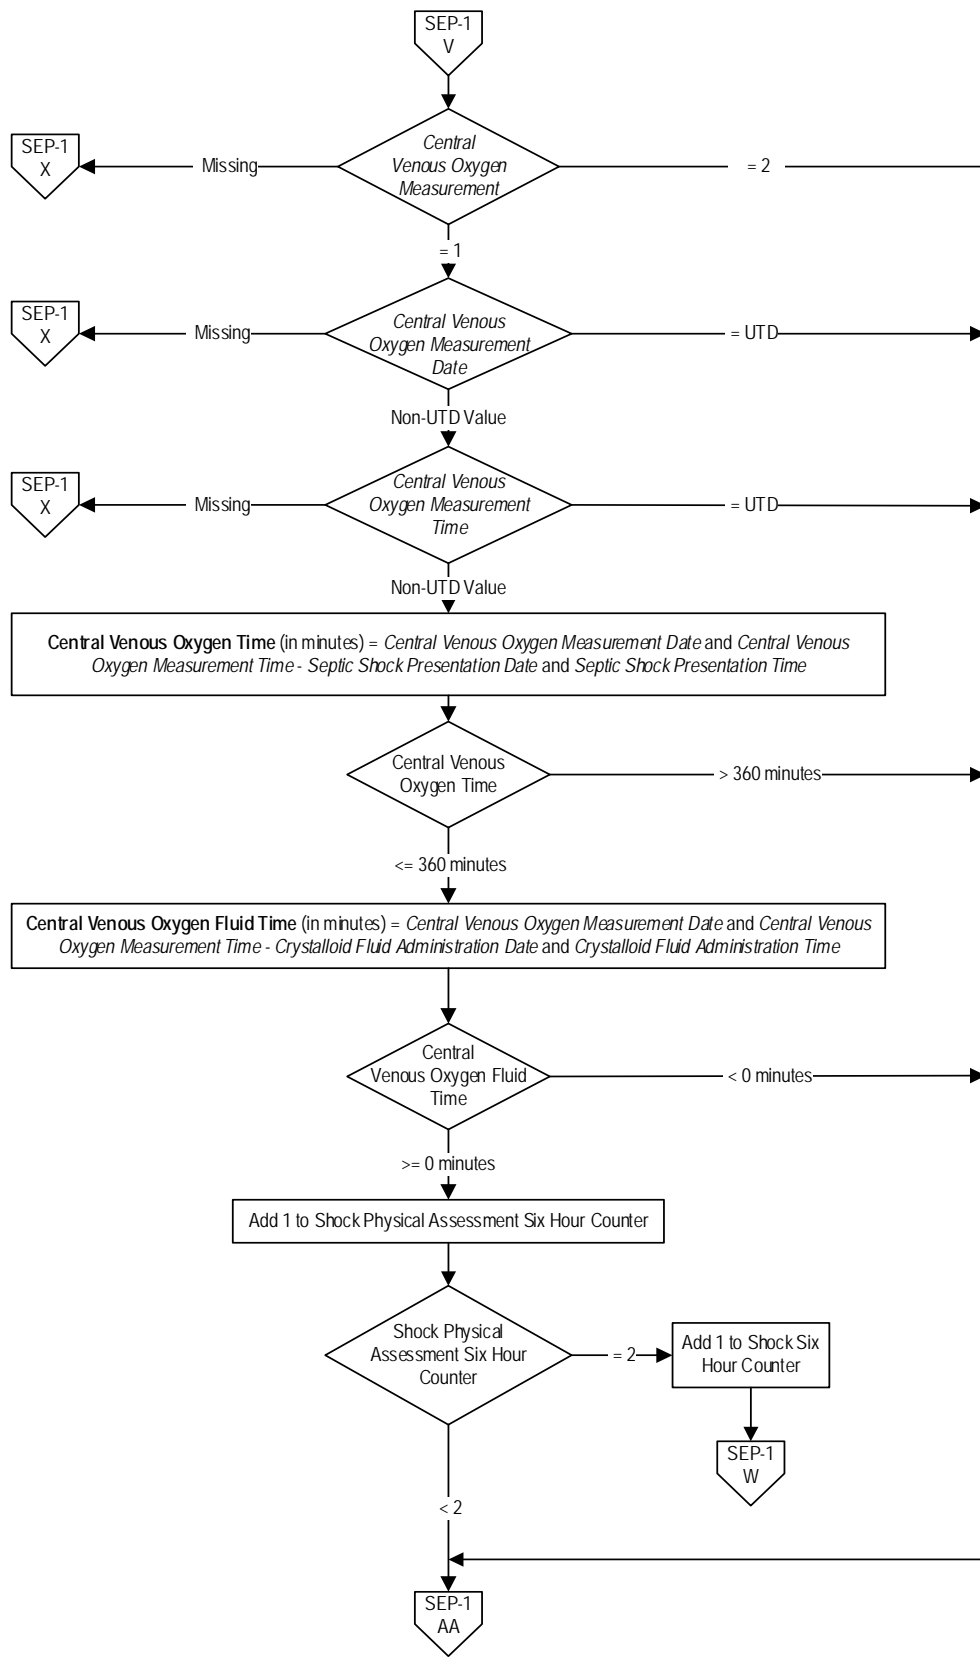 SEP-1
V
Central
Venous Oxygen
Measurement
SEP-1
X
Missing
= 2
= 1
Central Venous
Oxygen Measurement
Date
SEP-1
X
Missing
= UTD
Non-UTD Value
Central Venous
Oxygen Measurement
Time
SEP-1
X
Missing
= UTD
Non-UTD Value
Central Venous Oxygen Time (in minutes) = Central Venous Oxygen Measurement Date and Central Venous
Oxygen Measurement Time - Septic Shock Presentation Date and Septic Shock Presentation Time
Central Venous
Oxygen Time
> 360 minutes
<= 360 minutes
Central Venous Oxygen Fluid Time (in minutes) = Central Venous Oxygen Measurement Date and Central Venous
Oxygen Measurement Time - Crystalloid Fluid Administration Date and Crystalloid Fluid Administration Time
Central
Venous Oxygen Fluid
Time
< 0 minutes
>= 0 minutes
Add 1 to Shock Physical Assessment Six Hour Counter
Shock Physical
Assessment Six Hour
Counter
= 2
Add 1 to Shock Six
Hour Counter
SEP-1
W
< 2
SEP-1
AA